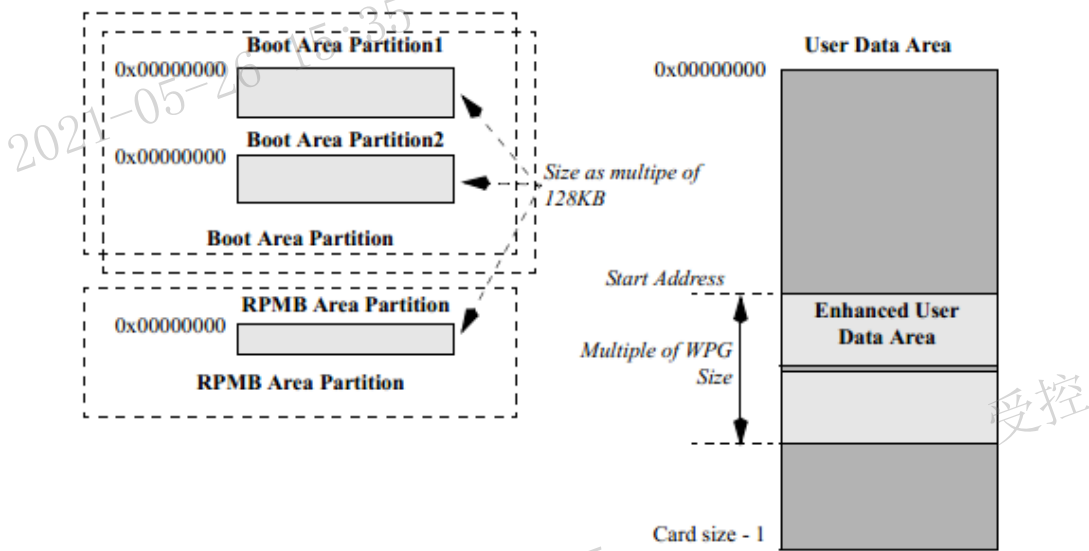 2021-05-26 15:35
Boot Area Partition1
0x00000000
Boot Area Partition2
0x00000000
Size as multipe of
128KB
Boot Area Partition
RPMB Area Partition
0x00000000
RPMB Area Partition
User Data Area
0x00000000
Start Address
Enhanced User
Data Area
Multiple of WPG
Size
受控
Card size - 1